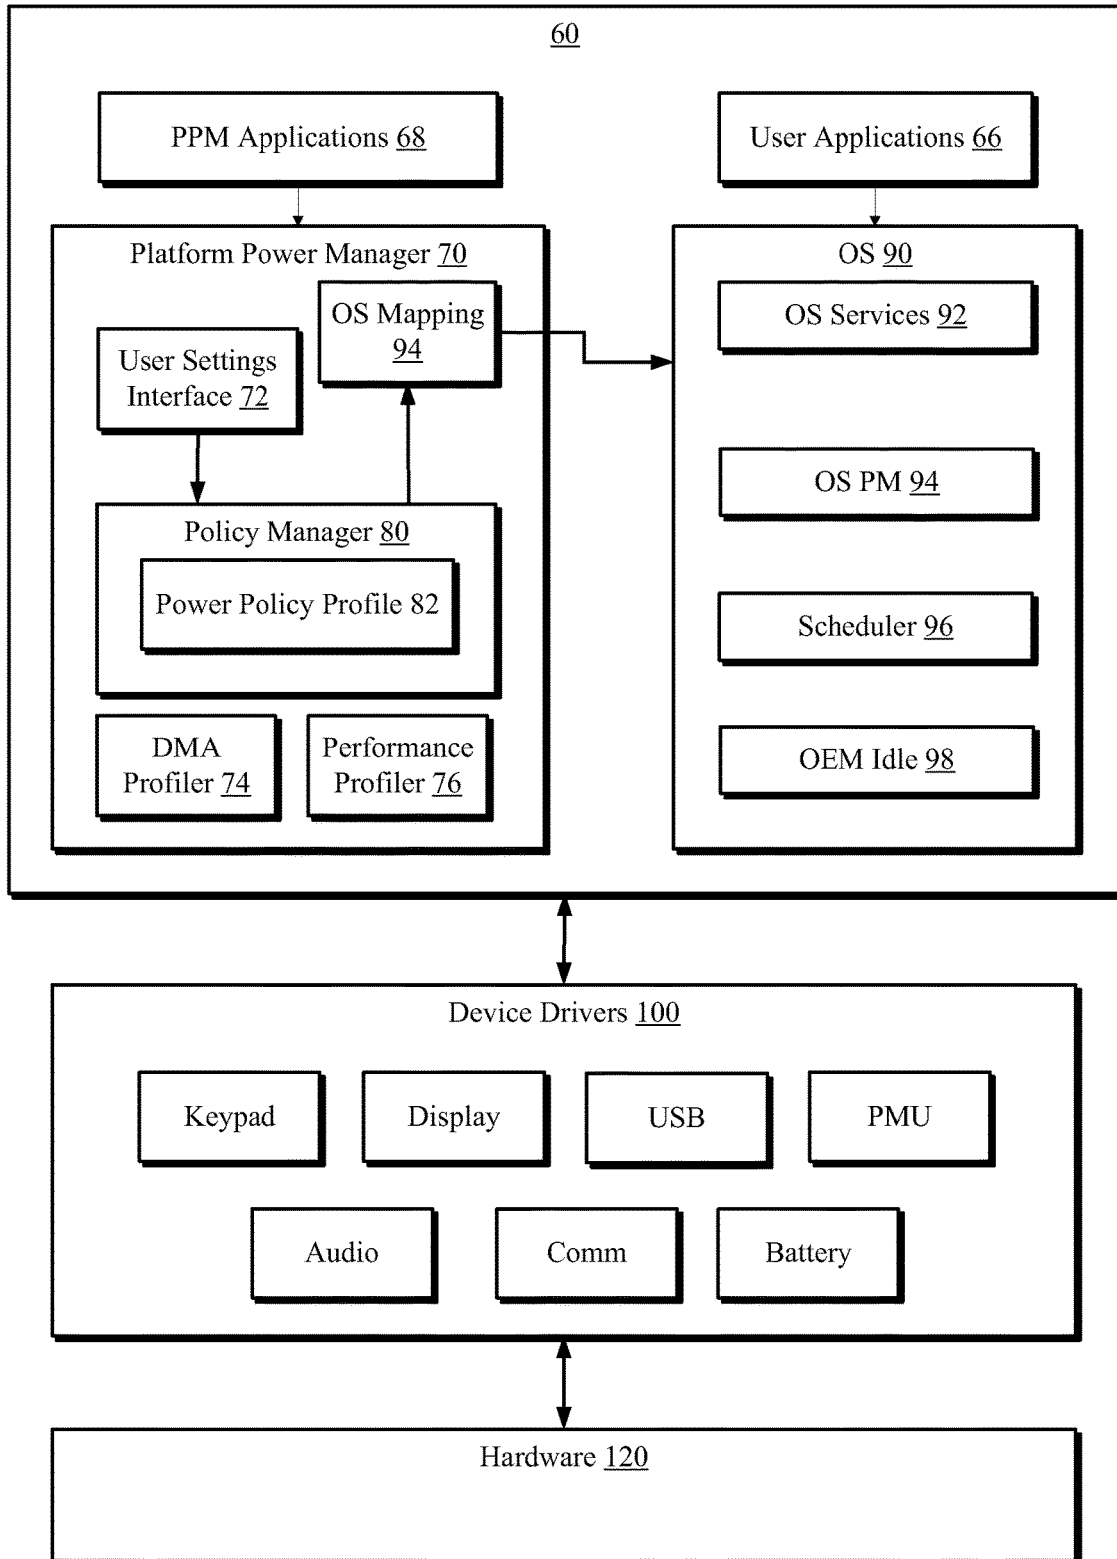 60
PPM Applications 68
User Applications 66
Platform Power Manager 70
OS Mapping
94
User Settings
Interface 72
Policy Manager 80
Power Policy Profile 82
DMA
Profiler 74
Performance
Profiler 76
OS 90
OS Services 92
OS PM 94
Scheduler 96
OEM Idle 98
Device Drivers 100
Keypad
Display
USB
PMU
Audio
Comm
Battery
Hardware 120